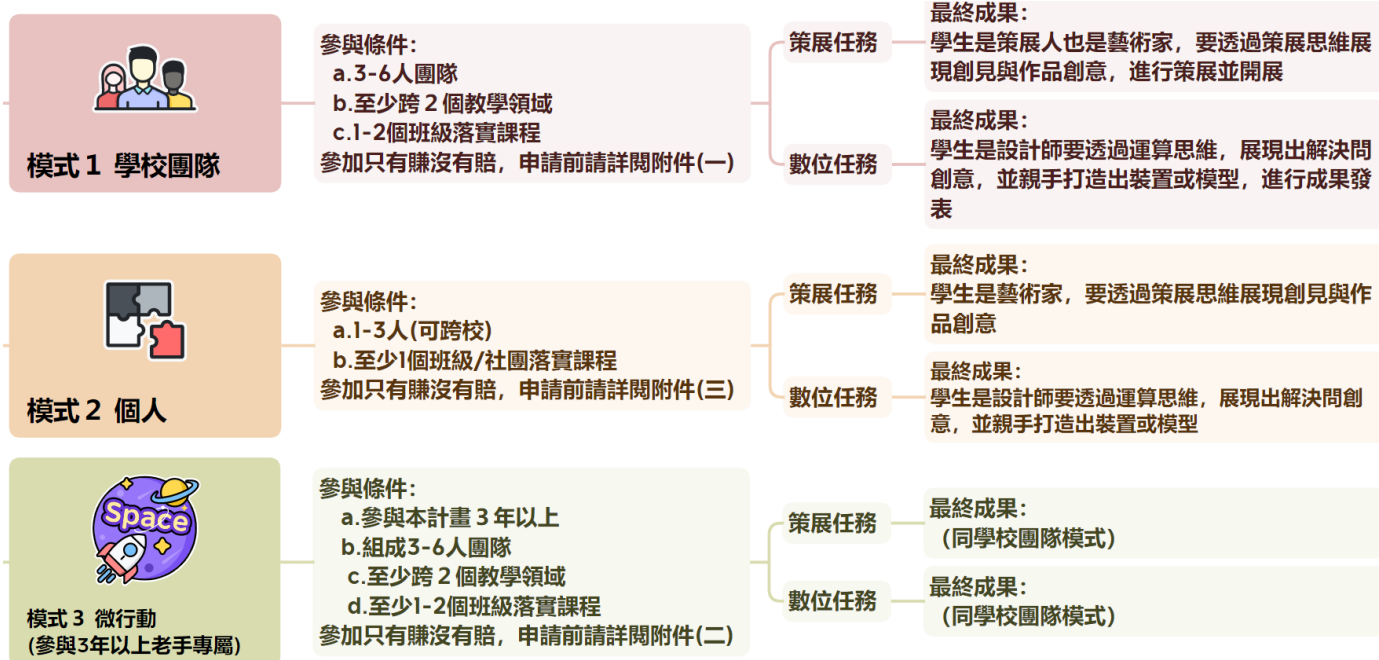 模式 1 學校團隊
參與條件：
a.3-6人團隊
b.至少跨 2 個教學領域
c.1-2個班級落實課程
參加只有賺沒有賠，申請前請詳閱附件(一)
策展任務
最終成果：
學生是策展人也是藝術家，要透過策展思維展
現創見與作品創意，進行策展並開展
數位任務
最終成果：
學生是設計師要透過運算思維，展現出解決問
創意，並親手打造出裝置或模型，進行成果發
表
模式 2 個人
參與條件：
a.1-3人(可跨校)
b.至少1個班級/社團落實課程
參加只有賺沒有賠，申請前請詳閱附件(三)
策展任務
最終成果：
學生是藝術家，要透過策展思維展現創見與作
品創意
數位任務
最終成果：
學生是設計師要透過運算思維，展現出解決問創
意，並親手打造出裝置或模型
Space
模式 3 微行動
(參與3年以上老手專屬)
參與條件：
a.參與本計畫 3 年以上
b.組成3-6人團隊
c.至少跨 2 個教學領域
d.至少1-2個班級落實課程
參加只有賺沒有賠，申請前請詳閱附件(二)
策展任務
最終成果：
（同學校團隊模式）
數位任務
最終成果：
（同學校團隊模式）